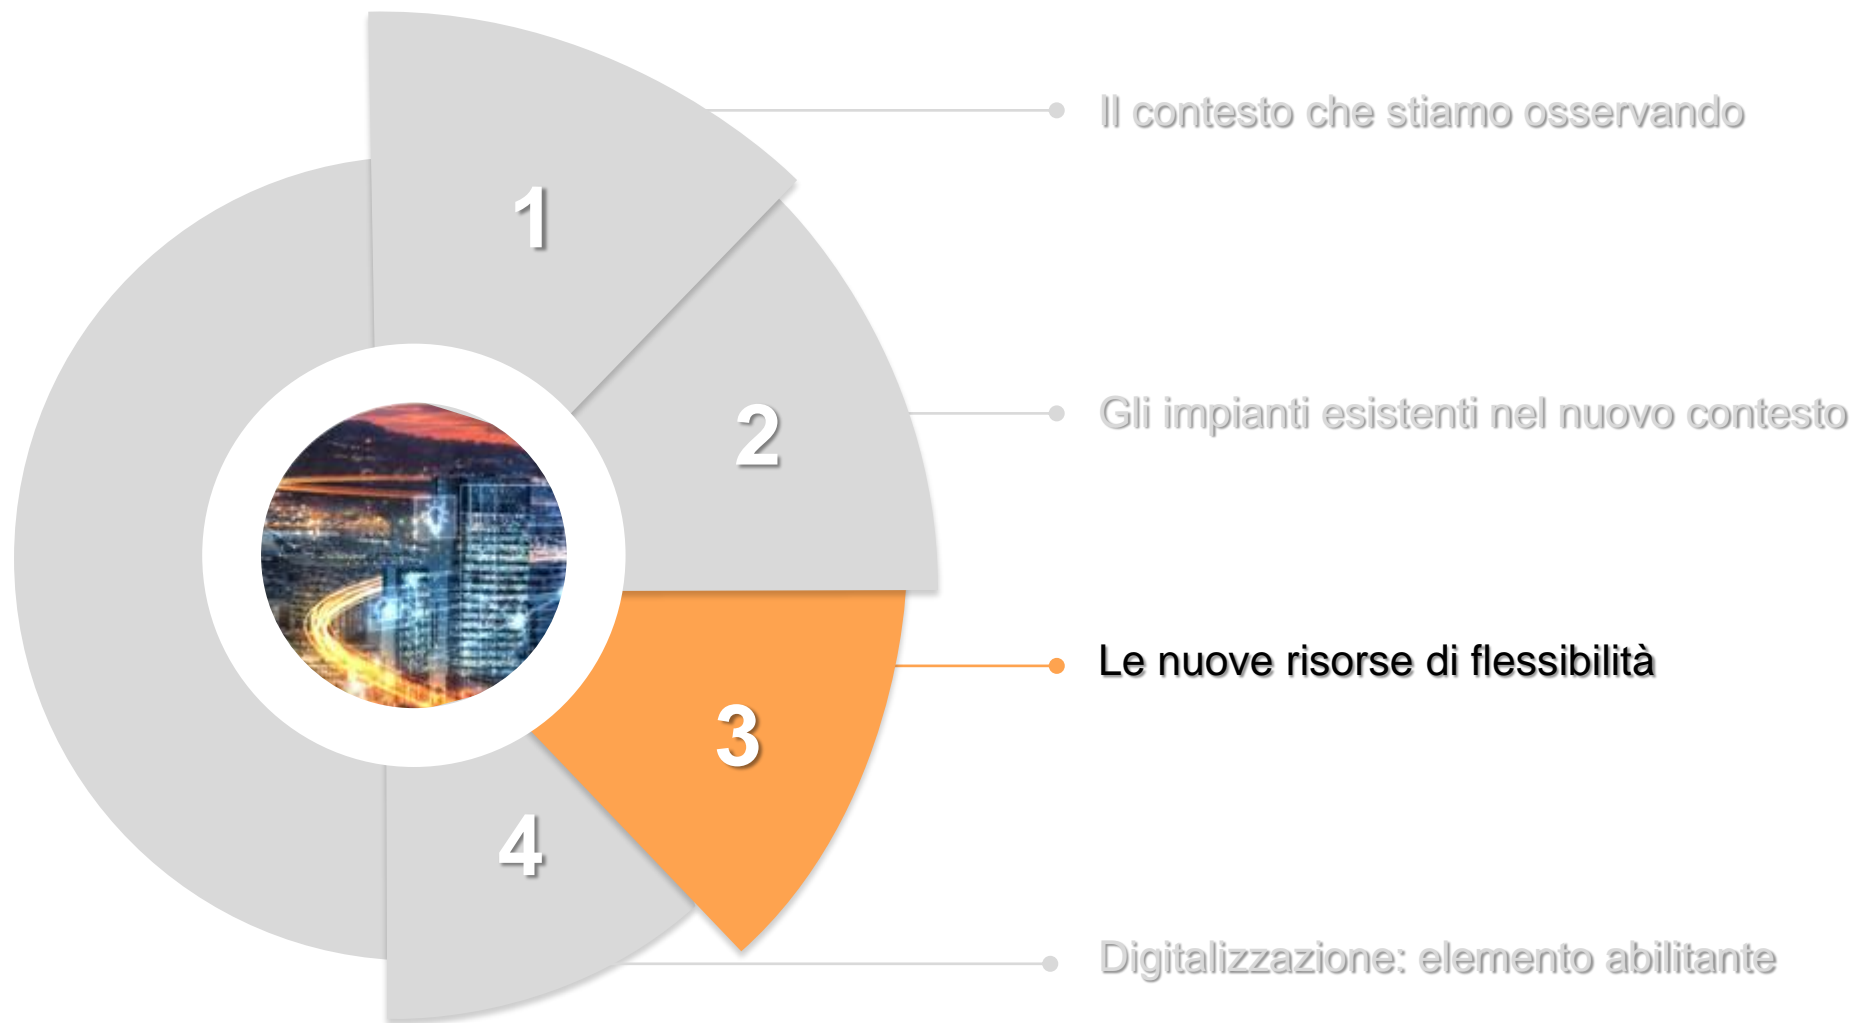 1
Il contesto che stiamo osservando
2
Gli impianti esistenti nel nuovo contesto
3
Le nuove risorse di flessibilità
4
Digitalizzazione: elemento abilitante